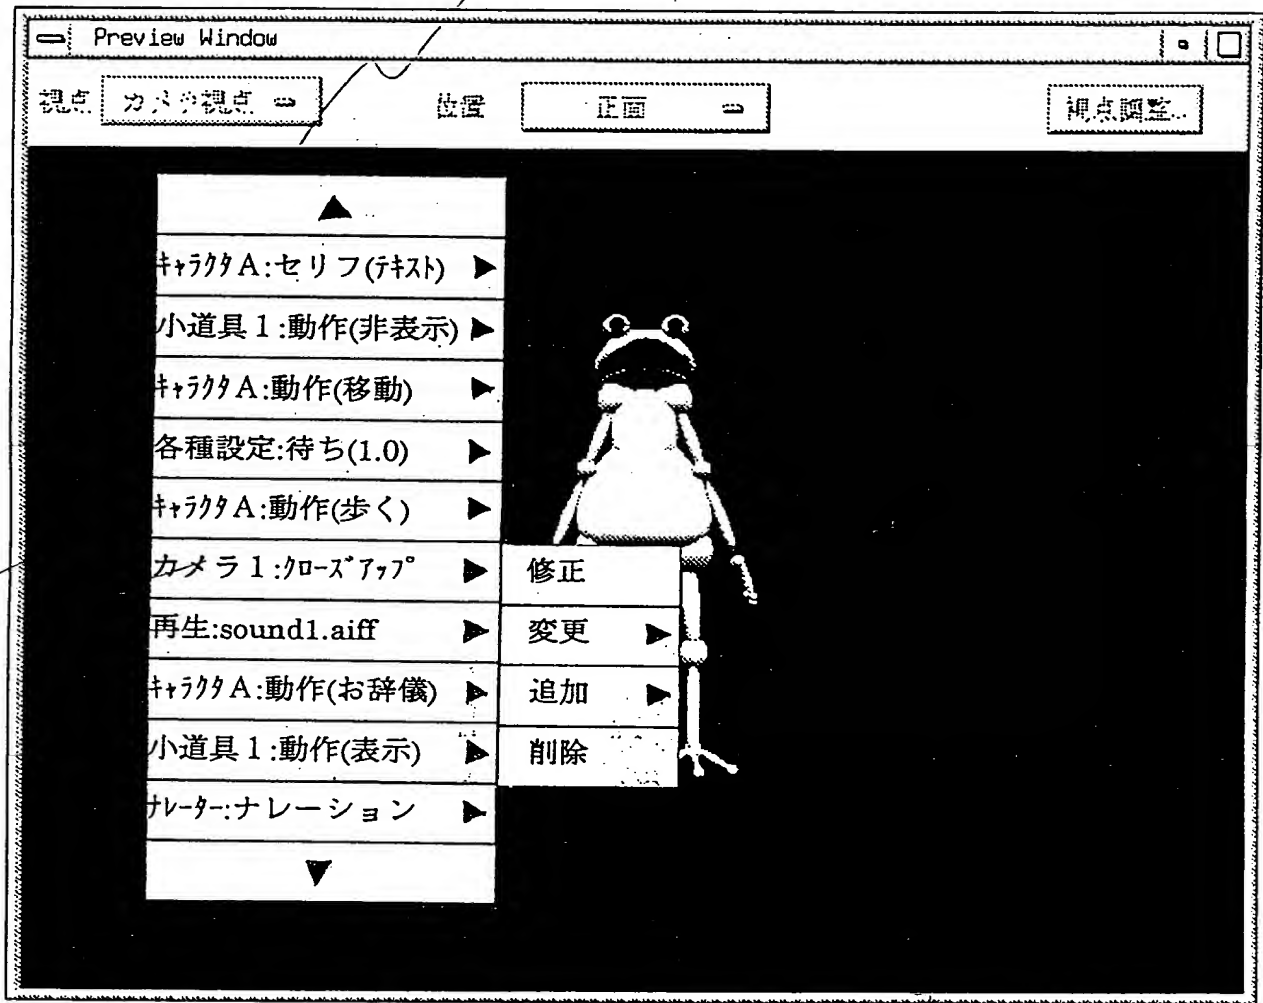 Preview Window
視点 カメラ視点 位置 正面 視点調整...
▲
ｷｬﾗｸﾀA:セリフ(ﾃｷｽﾄ) ▶
小道具1:動作(非表示) ▶
ｷｬﾗｸﾀA:動作(移動) ▶
各種設定:待ち(1.0) ▶
ｷｬﾗｸﾀA:動作(歩く) ▶
カメラ1:ｸﾛｰｽﾞｱｯﾌﾟ ▶ 修正
再生:sound1.aiff ▶ 変更 ▶
ｷｬﾗｸﾀA:動作(お辞儀) ▶ 追加 ▶
小道具1:動作(表示) ▶ 削除
ﾅﾚｰﾀｰ:ナレーション ▶
▼